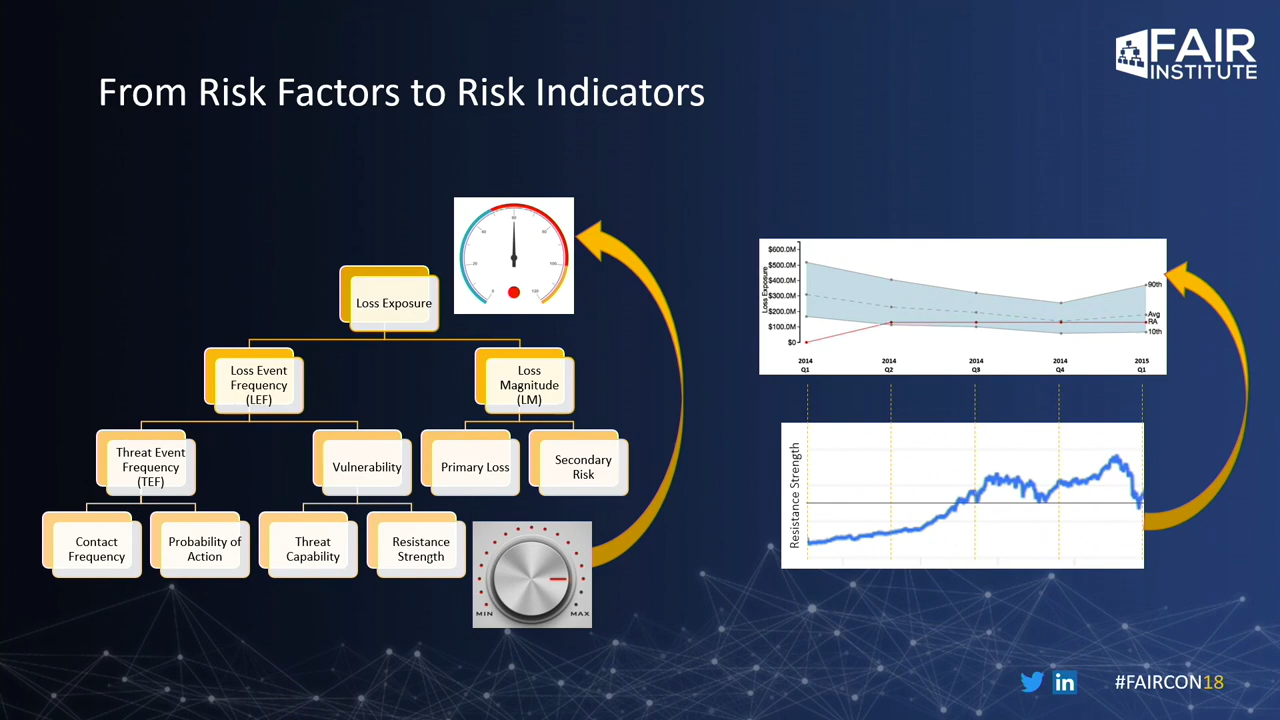 FAIR
INSTITUTE
From Risk Factors to Risk Indicators
Loss Exposure
Loss Event
Frequency
(LEF)
Loss
Magnitude
(LM)
Threat Event
Frequency
(TEF)
Vulnerability
Primary Loss
Secondary
Risk
Contact
Frequency
Probability of
Action
Threat
Capability
Resistance
Strength
MIN
MAX
Loss Exposure
$600.0M
$500.0M
$400.0M
$300.0M
$200.0M
$100.0M
$0
90th
Avg
RA
10th
2014
Q1
2014
Q2
2014
Q3
2014
Q4
2015
Q1
Resistance Strength
#FAIRCON18